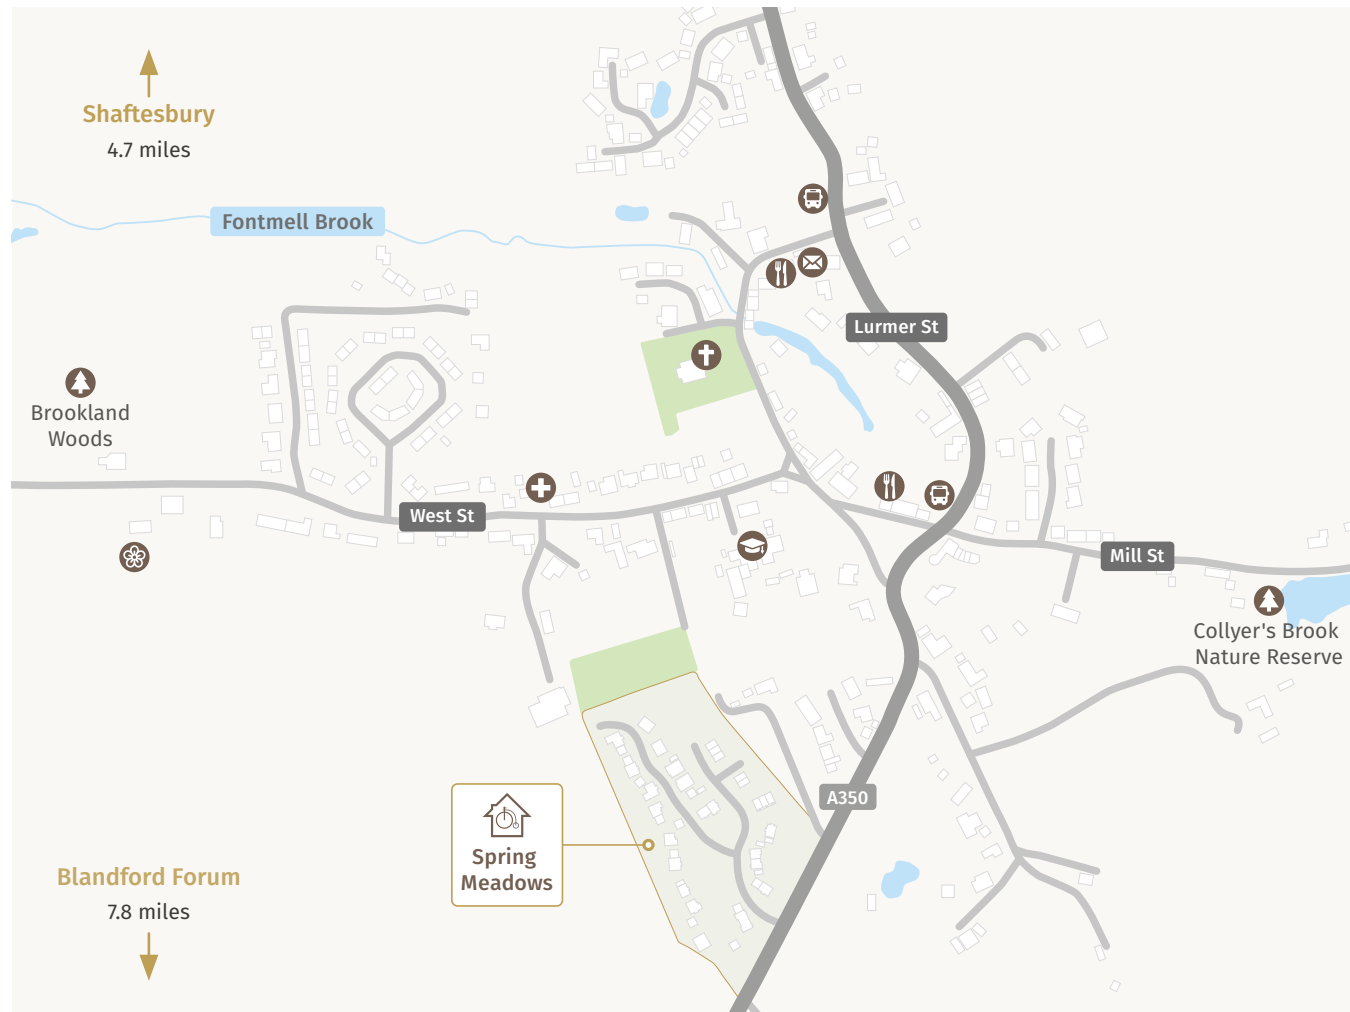 Shaftesbury
4.7 miles
Fontmell Brook
Lurmer St
Brookland
Woods
West St
Mill St
Collyer's Brook
Nature Reserve
A350
Spring
Meadows
Blandford Forum
7.8 miles